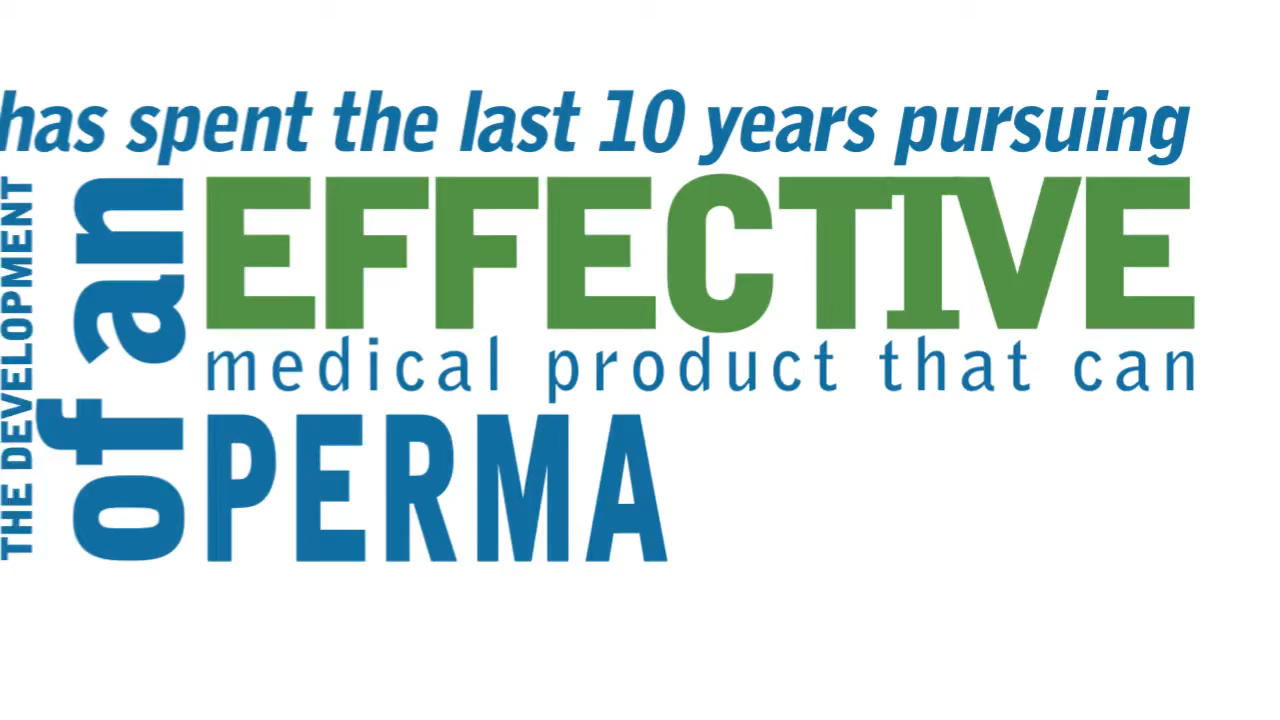 has spent the last 10 years pursuing
THE DEVELOPMENT
of an
EFFECTIVE
medical product that can
PERMA